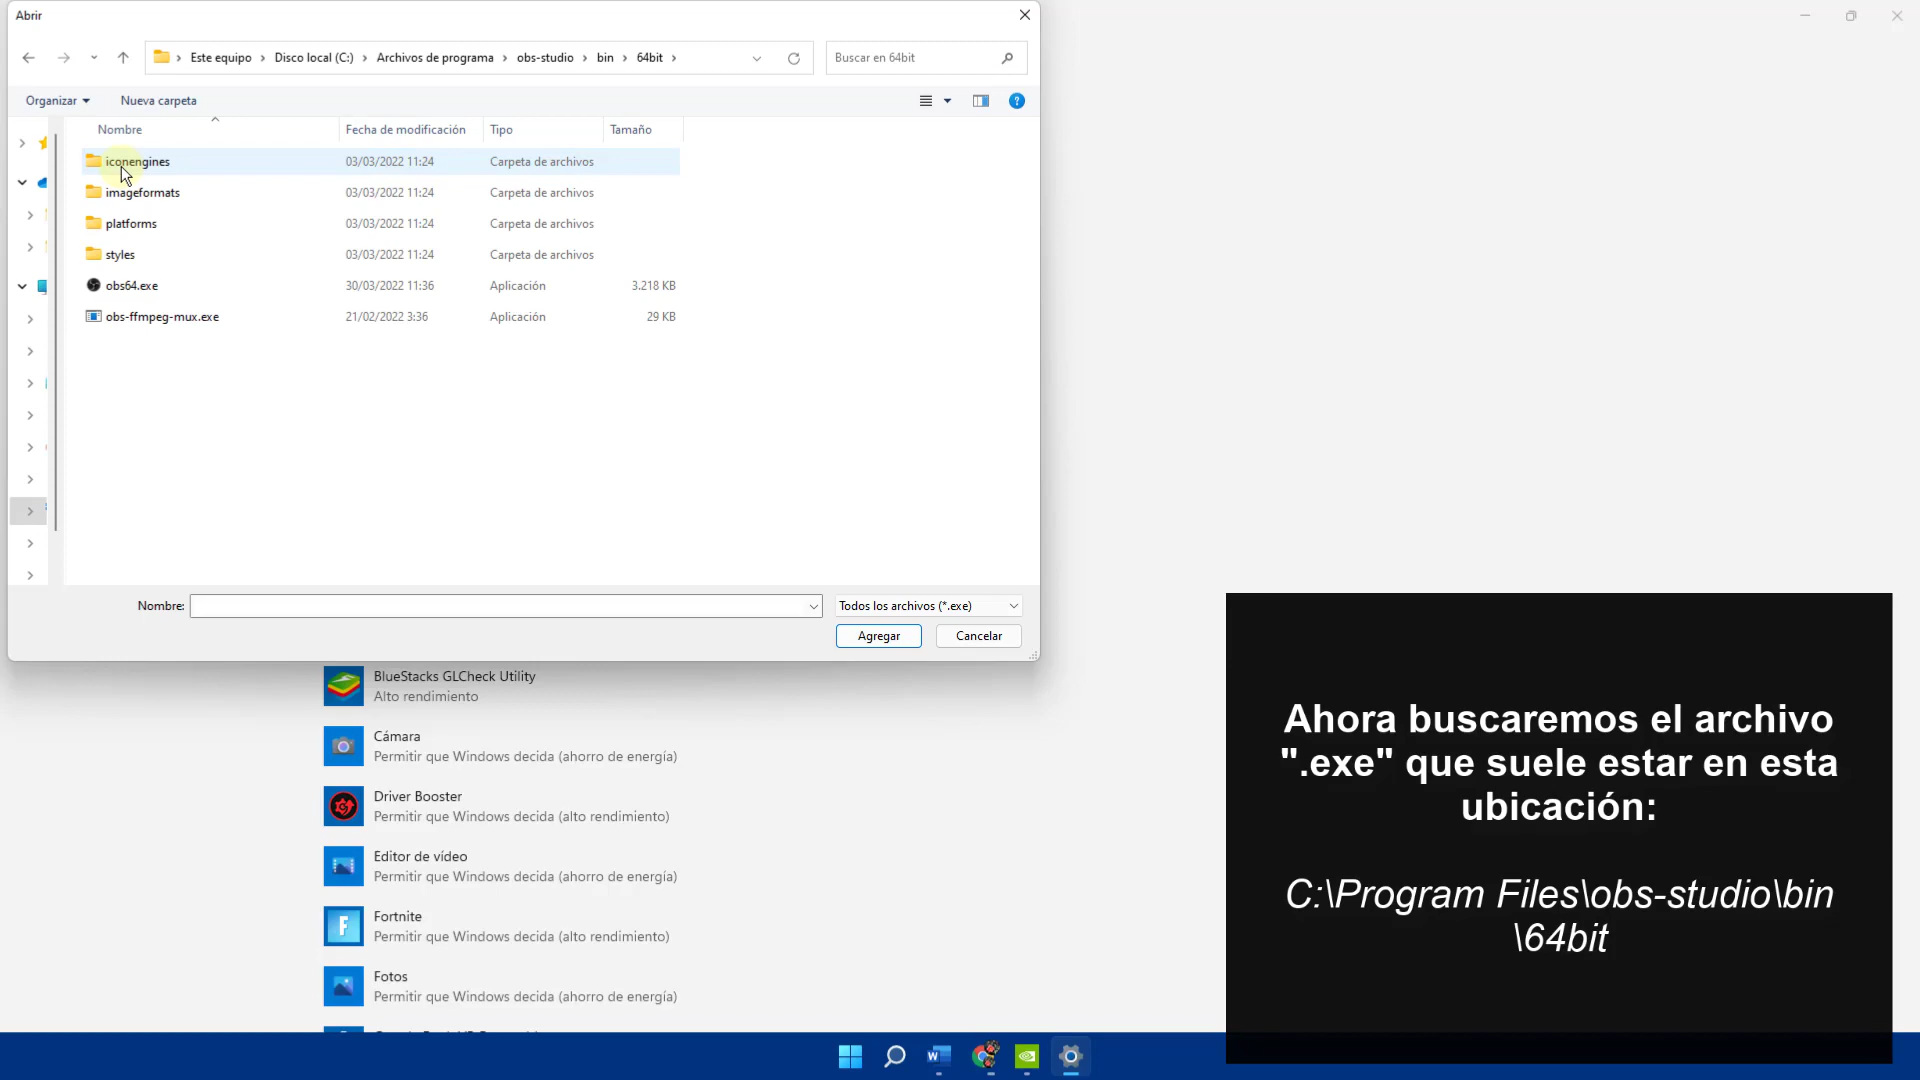 Abrir
Este equipo > Disco local (C:) > Archivos de programa > obs-studio > bin > 64bit >
Buscar en 64bit
Organizar
Nueva carpeta
Nombre
Fecha de modificación
Tipo
Tamaño
iconengines 03/03/2022 11:24 Carpeta de archivos
imageformats 03/03/2022 11:24 Carpeta de archivos
platforms 03/03/2022 11:24 Carpeta de archivos
styles 03/03/2022 11:24 Carpeta de archivos
obs64.exe 30/03/2022 11:36 Aplicación 3.218 KB
obs-ffmpeg-mux.exe 21/02/2022 3:36 Aplicación 29 KB
Nombre:
Todos los archivos (*.exe)
Agregar
Cancelar
BlueStacks GLCheck Utility
Alto rendimiento
Cámara
Permitir que Windows decida (ahorro de energía)
Driver Booster
Permitir que Windows decida (alto rendimiento)
Editor de vídeo
Permitir que Windows decida (ahorro de energía)
Fortnite
Permitir que Windows decida (alto rendimiento)
Fotos
Permitir que Windows decida (ahorro de energía)
Ahora buscaremos el archivo
".exe" que suele estar en esta
ubicación:
C:\Program Files\obs-studio\bin
\64bit